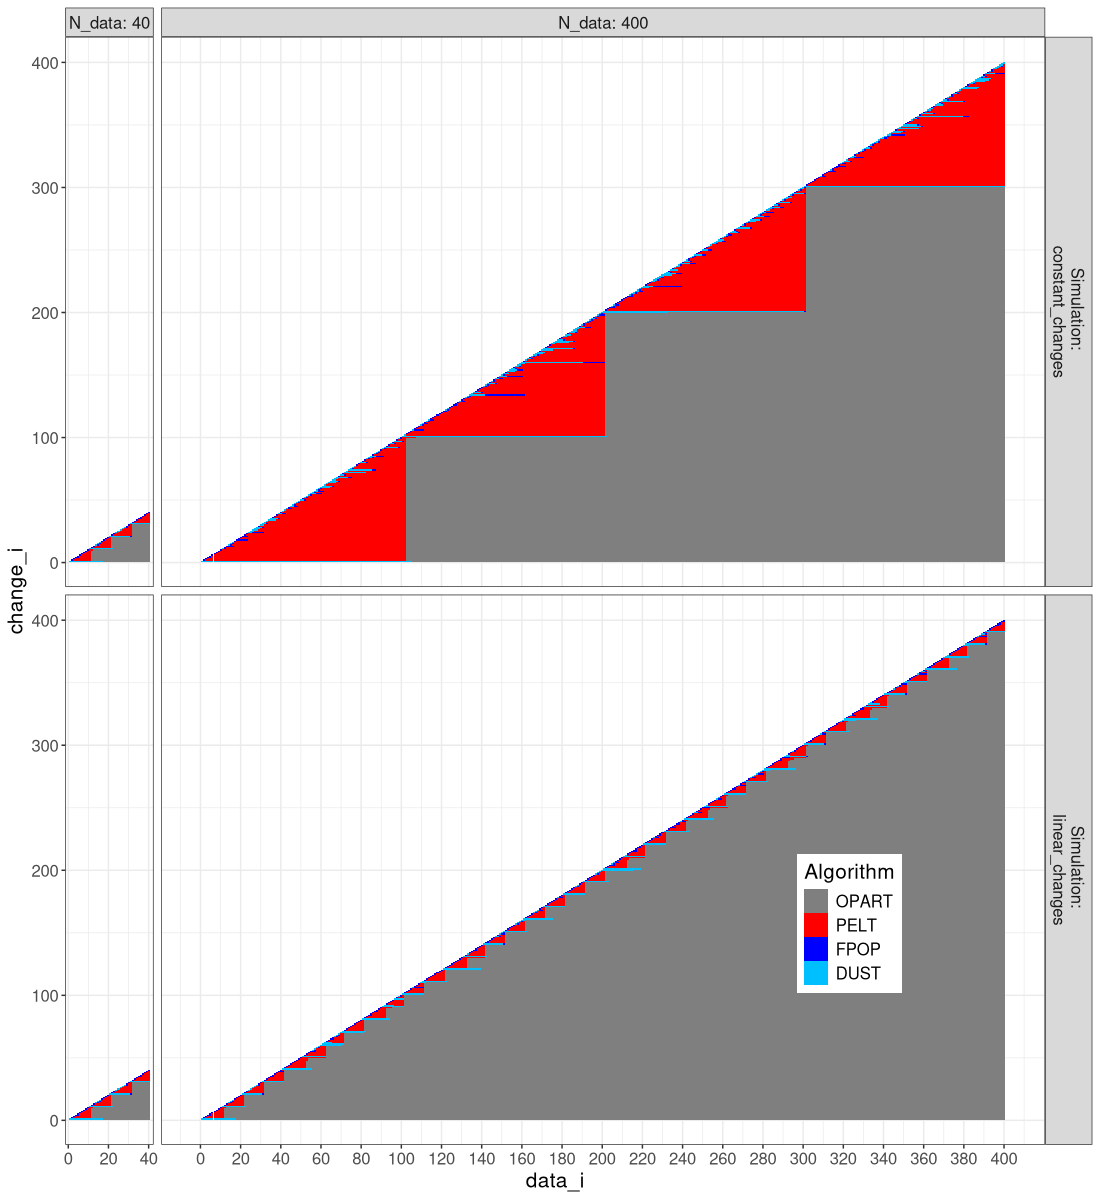 N_data: 40
N_data: 400
change_i
400
300
200
100
0
Simulation:
constant_changes
400
300
200
100
0
Simulation:
linear_changes
Algorithm
OPART
PELT
FPOP
DUST
0 20 40
0 20 40 60 80 100 120 140 160 180 200 220 240 260 280 300 320 340 360 380 400
data_i